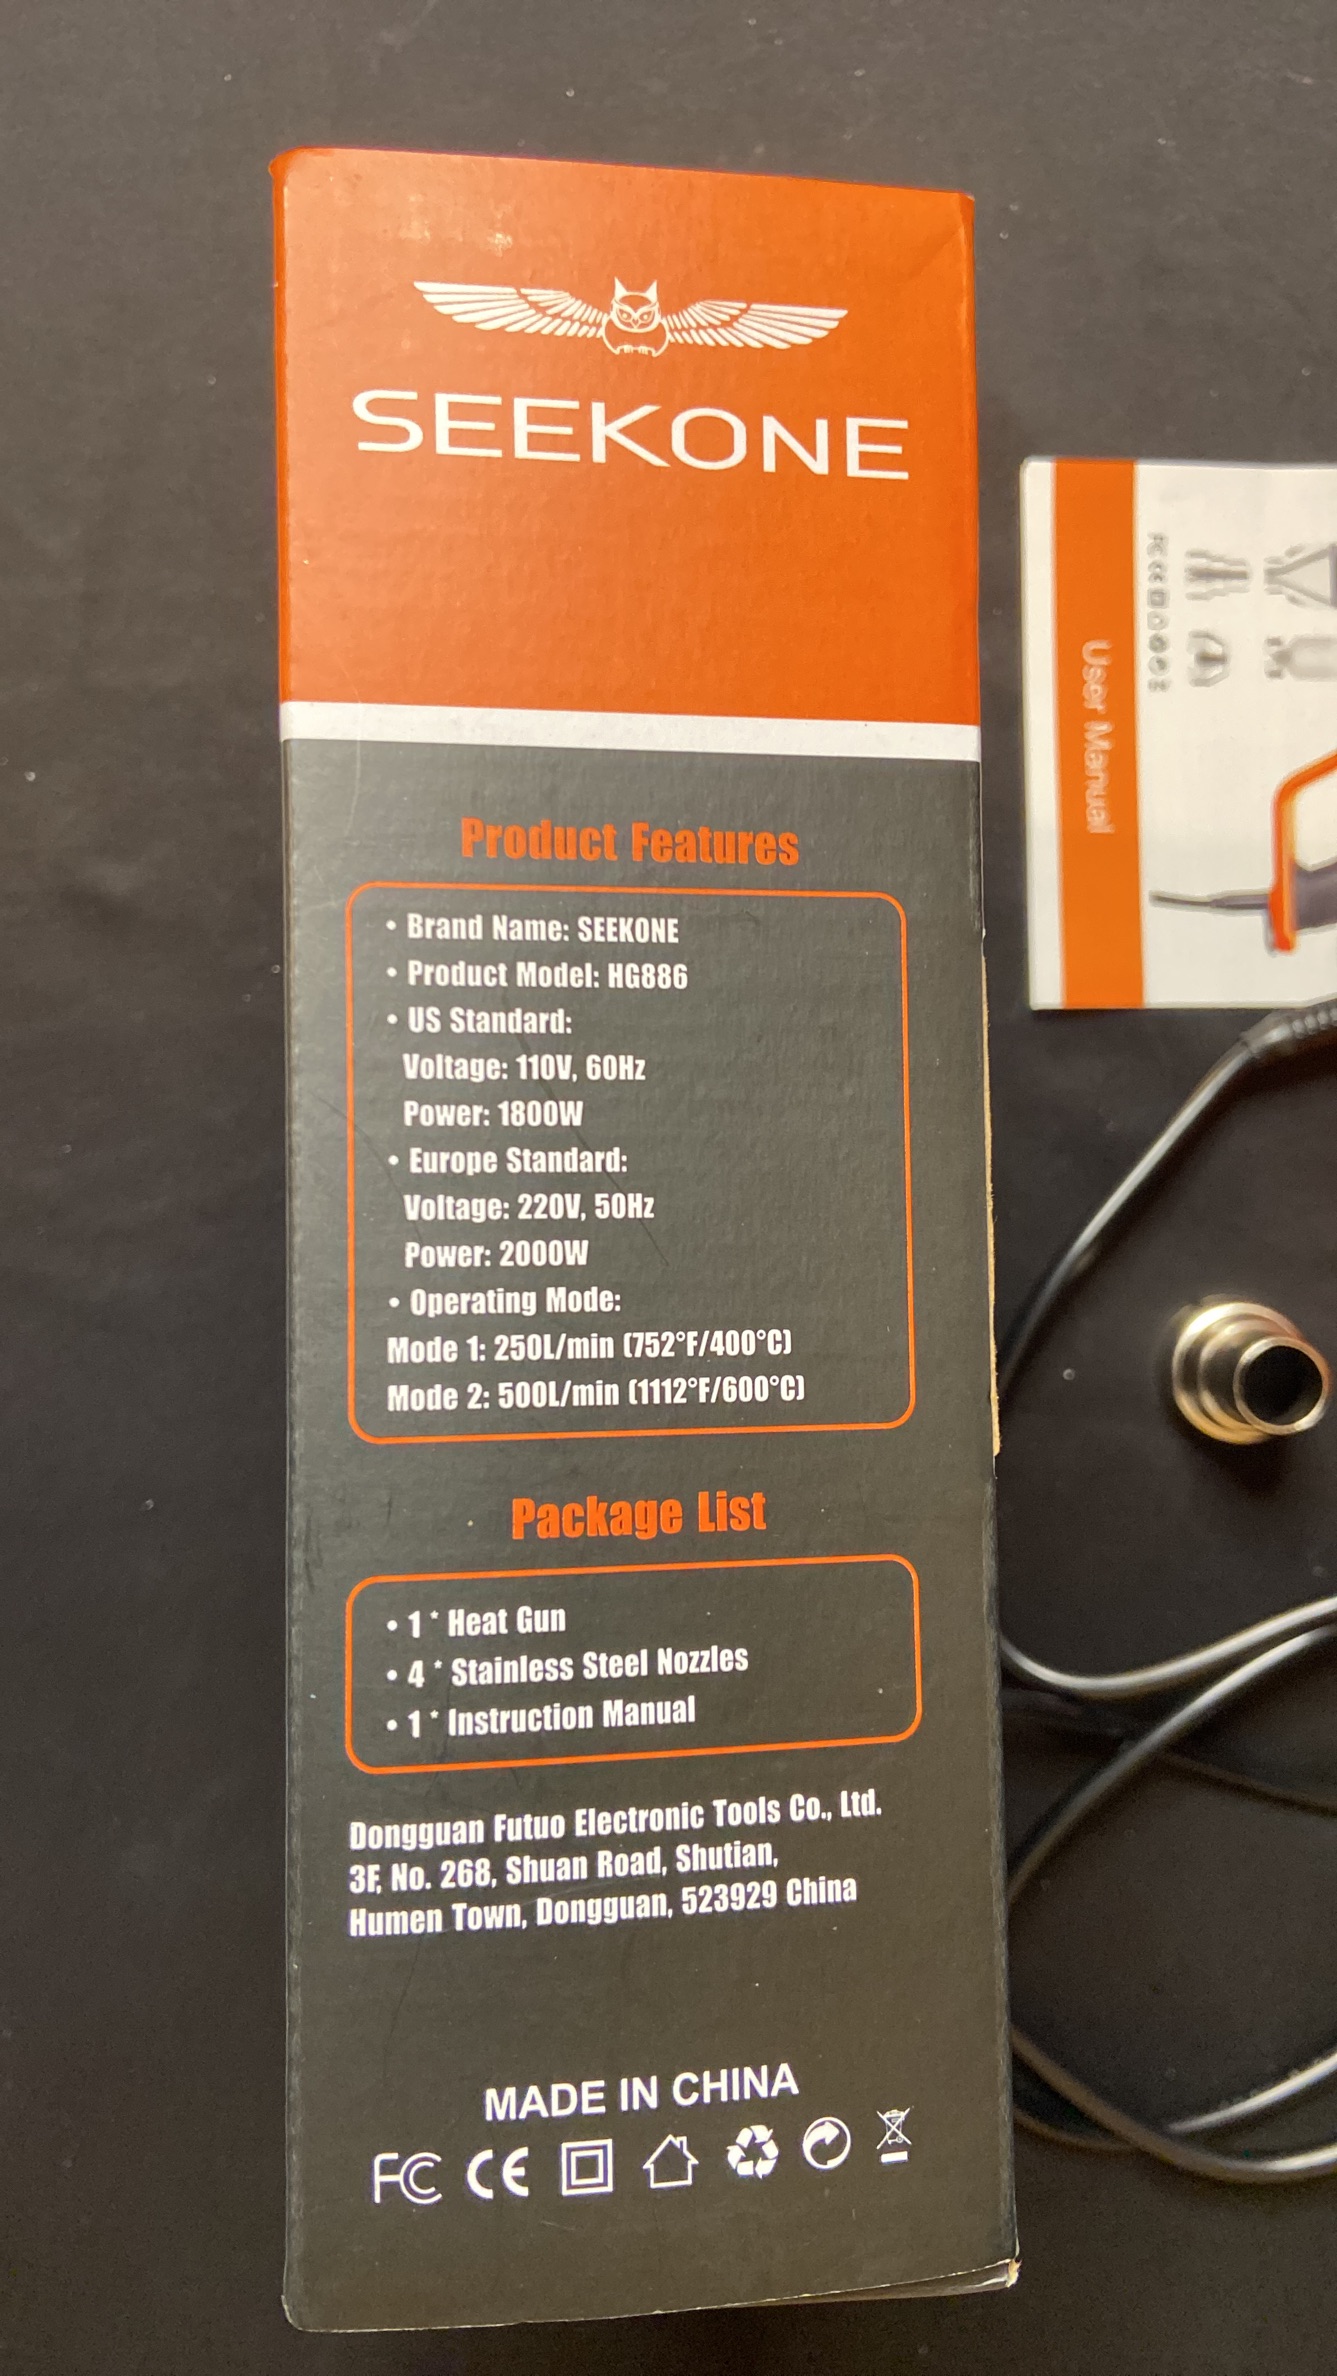 SEEKONE
Product Features
• Brand Name: SEEKONE
• Product Model: HG886
• US Standard:
Voltage: 110V, 60Hz
Power: 1800W
• Europe Standard:
Voltage: 220V, 50Hz
Power: 2000W
• Operating Mode:
Mode 1: 250L/min (752°F/400°C)
Mode 2: 500L/min (1112°F/600°C)
Package List
• 1 * Heat Gun
• 4 * Stainless Steel Nozzles
• 1 * Instruction Manual
Dongguan Futuo Electronic Tools Co., Ltd.
3F, No. 268, Shuan Road, Shutian,
Humen Town, Dongguan, 523929 China
MADE IN CHINA
FC CE
User Manual